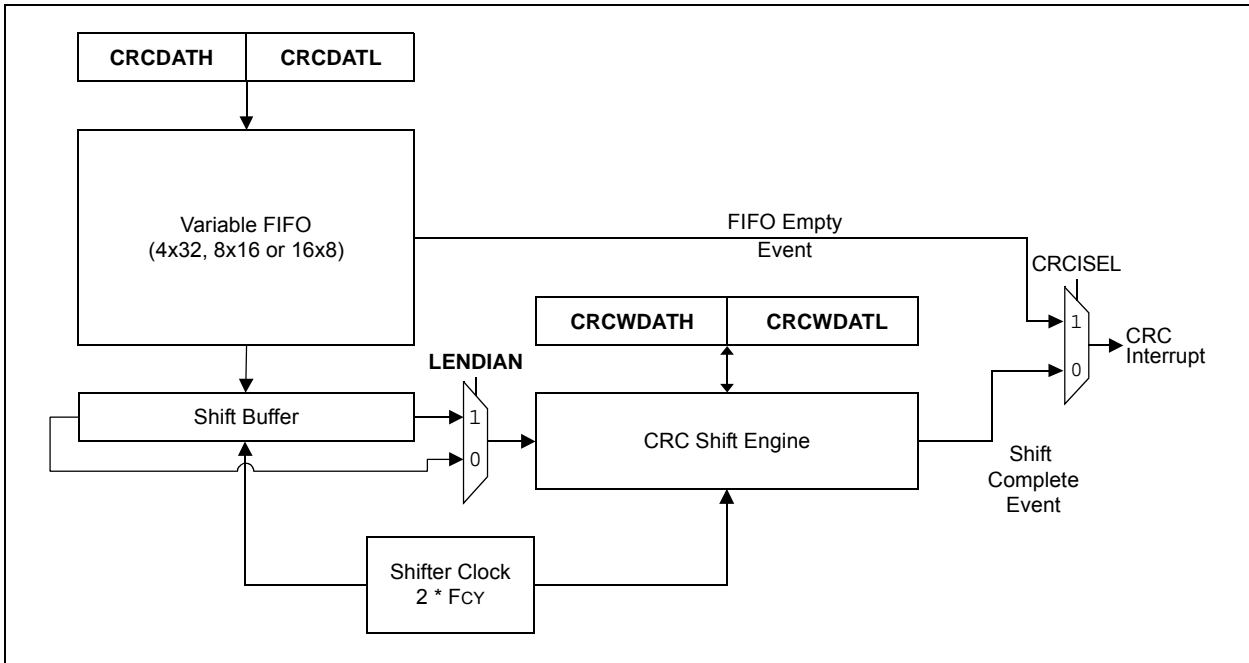 CRCDATH CRCDATL
Variable FIFO
(4x32, 8x16 or 16x8)
FIFO Empty
Event
CRCISEL
1
0
CRC
Interrupt
CRCWDATH CRCWDATL
LENDIAN
1
0
Shift Buffer
CRC Shift Engine
Shift
Complete
Event
Shifter Clock
2 * FCY